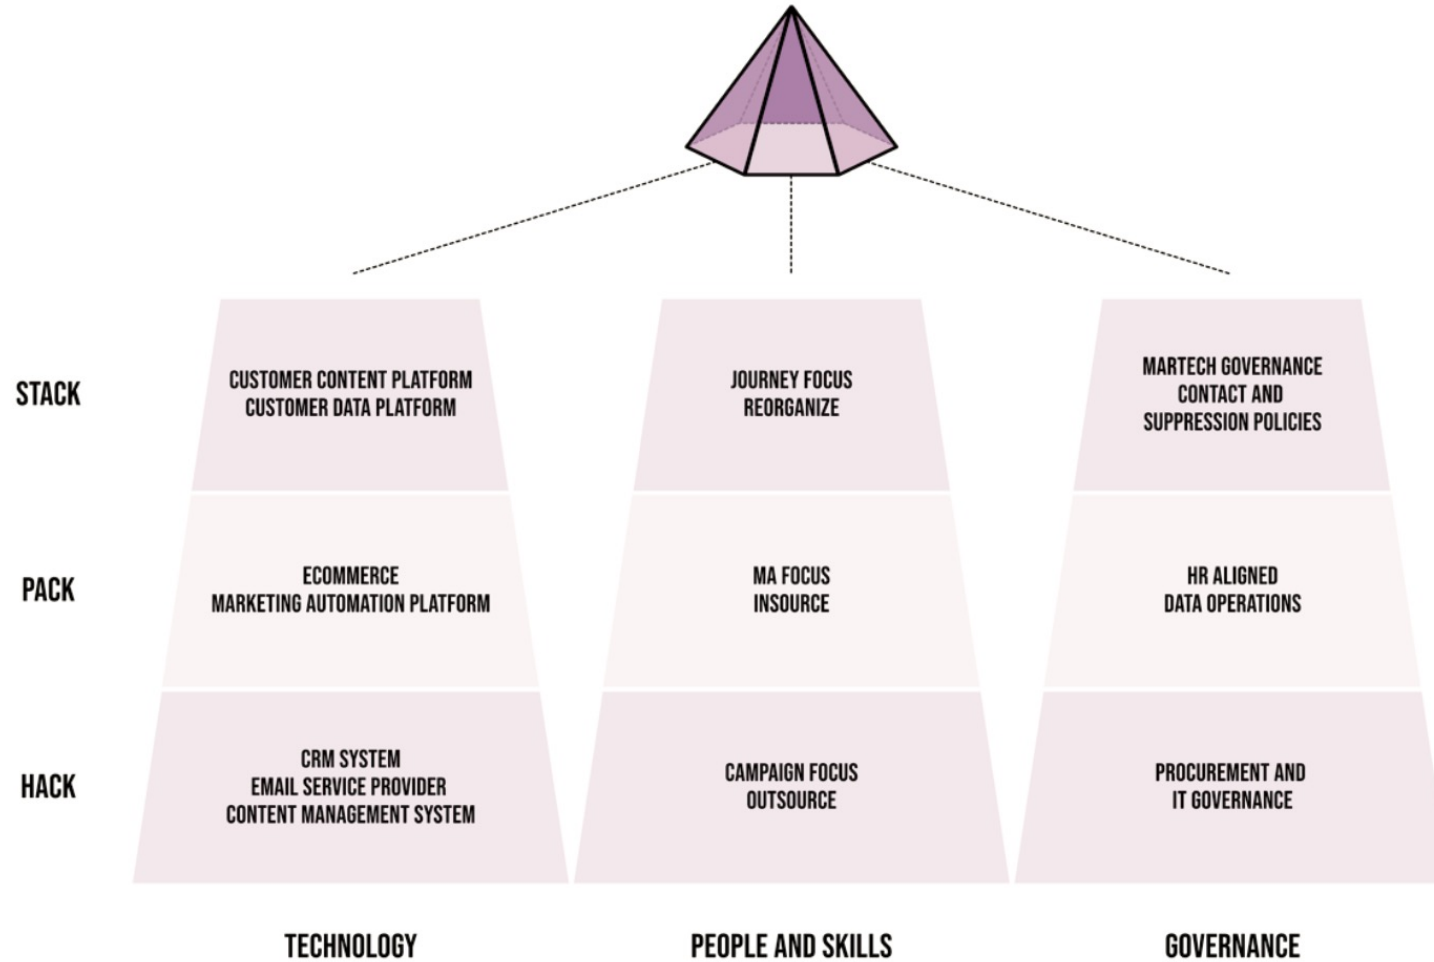 STACK
CUSTOMER CONTENT PLATFORM
CUSTOMER DATA PLATFORM
JOURNEY FOCUS
REORGANIZE
MARTECH GOVERNANCE
CONTACT AND
SUPPRESSION POLICIES
PACK
ECOMMERCE
MARKETING AUTOMATION PLATFORM
MA FOCUS
INSOURCE
HR ALIGNED
DATA OPERATIONS
HACK
CRM SYSTEM
EMAIL SERVICE PROVIDER
CONTENT MANAGEMENT SYSTEM
CAMPAIGN FOCUS
OUTSOURCE
PROCUREMENT AND
IT GOVERNANCE
TECHNOLOGY
PEOPLE AND SKILLS
GOVERNANCE